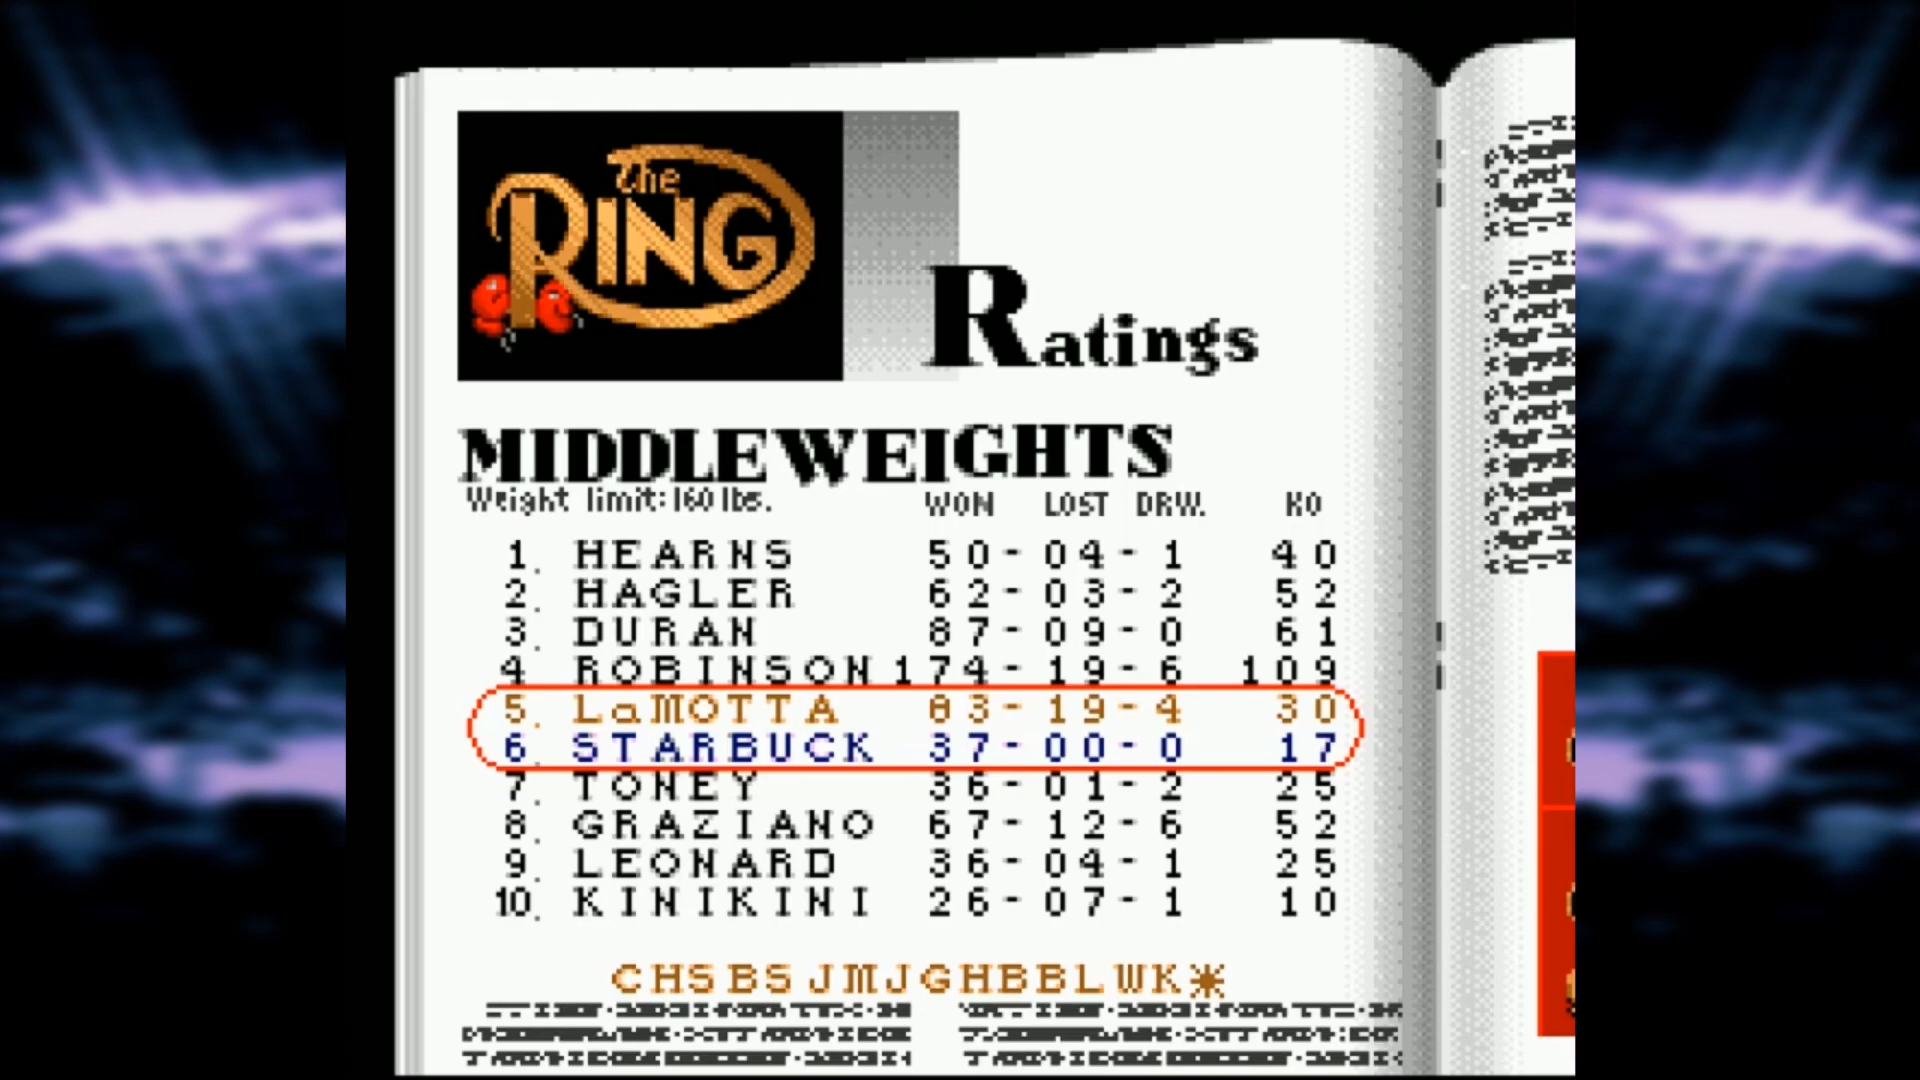 The RING
Ratings
MIDDLEWEIGHTS
Weight limit: 160 lbs. WON LOST DRW. KO
1. HEARNS 50-04-1 40
2. HAGLER 62-03-2 52
3. DURAN 87-09-0 61
4. ROBINSON 174-19-6 109
5. LaMOTTA 83-19-4 30
6. STARBUCK 37-00-0 17
7. TONEY 36-01-2 25
8. GRAZIANO 67-12-6 52
9. LEONARD 36-04-1 25
10. KINIKINI 26-07-1 10
CHSBSJMJGHBBLWK*